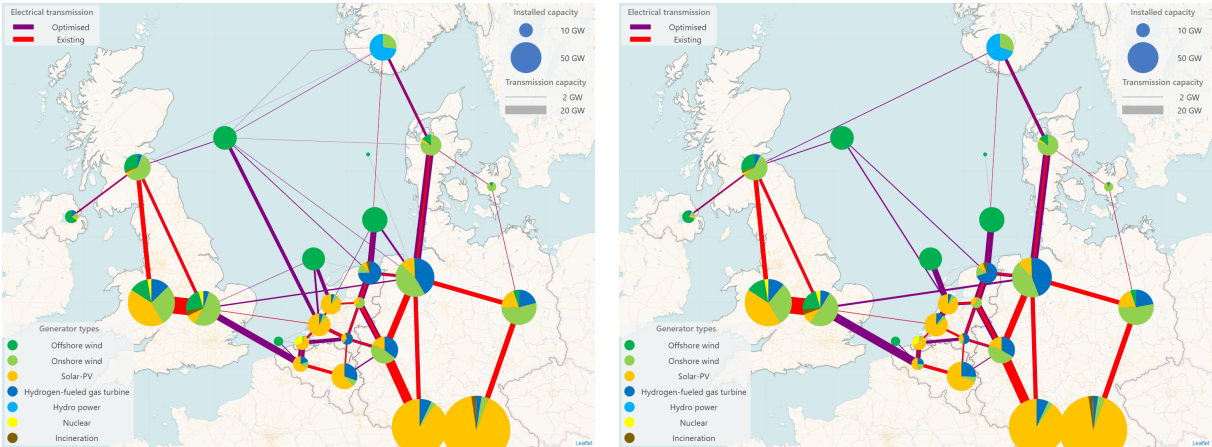 Electrical transmission
Optimised
Existing
Installed capacity
10 GW
50 GW
Transmission capacity
2 GW
20 GW
Generator types
Offshore wind
Onshore wind
Solar-PV
Hydrogen-fueled gas turbine
Hydro power
Nuclear
Incineration
Leaflet
Electrical transmission
Optimised
Existing
Installed capacity
10 GW
50 GW
Transmission capacity
2 GW
20 GW
Generator types
Offshore wind
Onshore wind
Solar-PV
Hydrogen-fueled gas turbine
Hydro power
Nuclear
Incineration
Leaflet